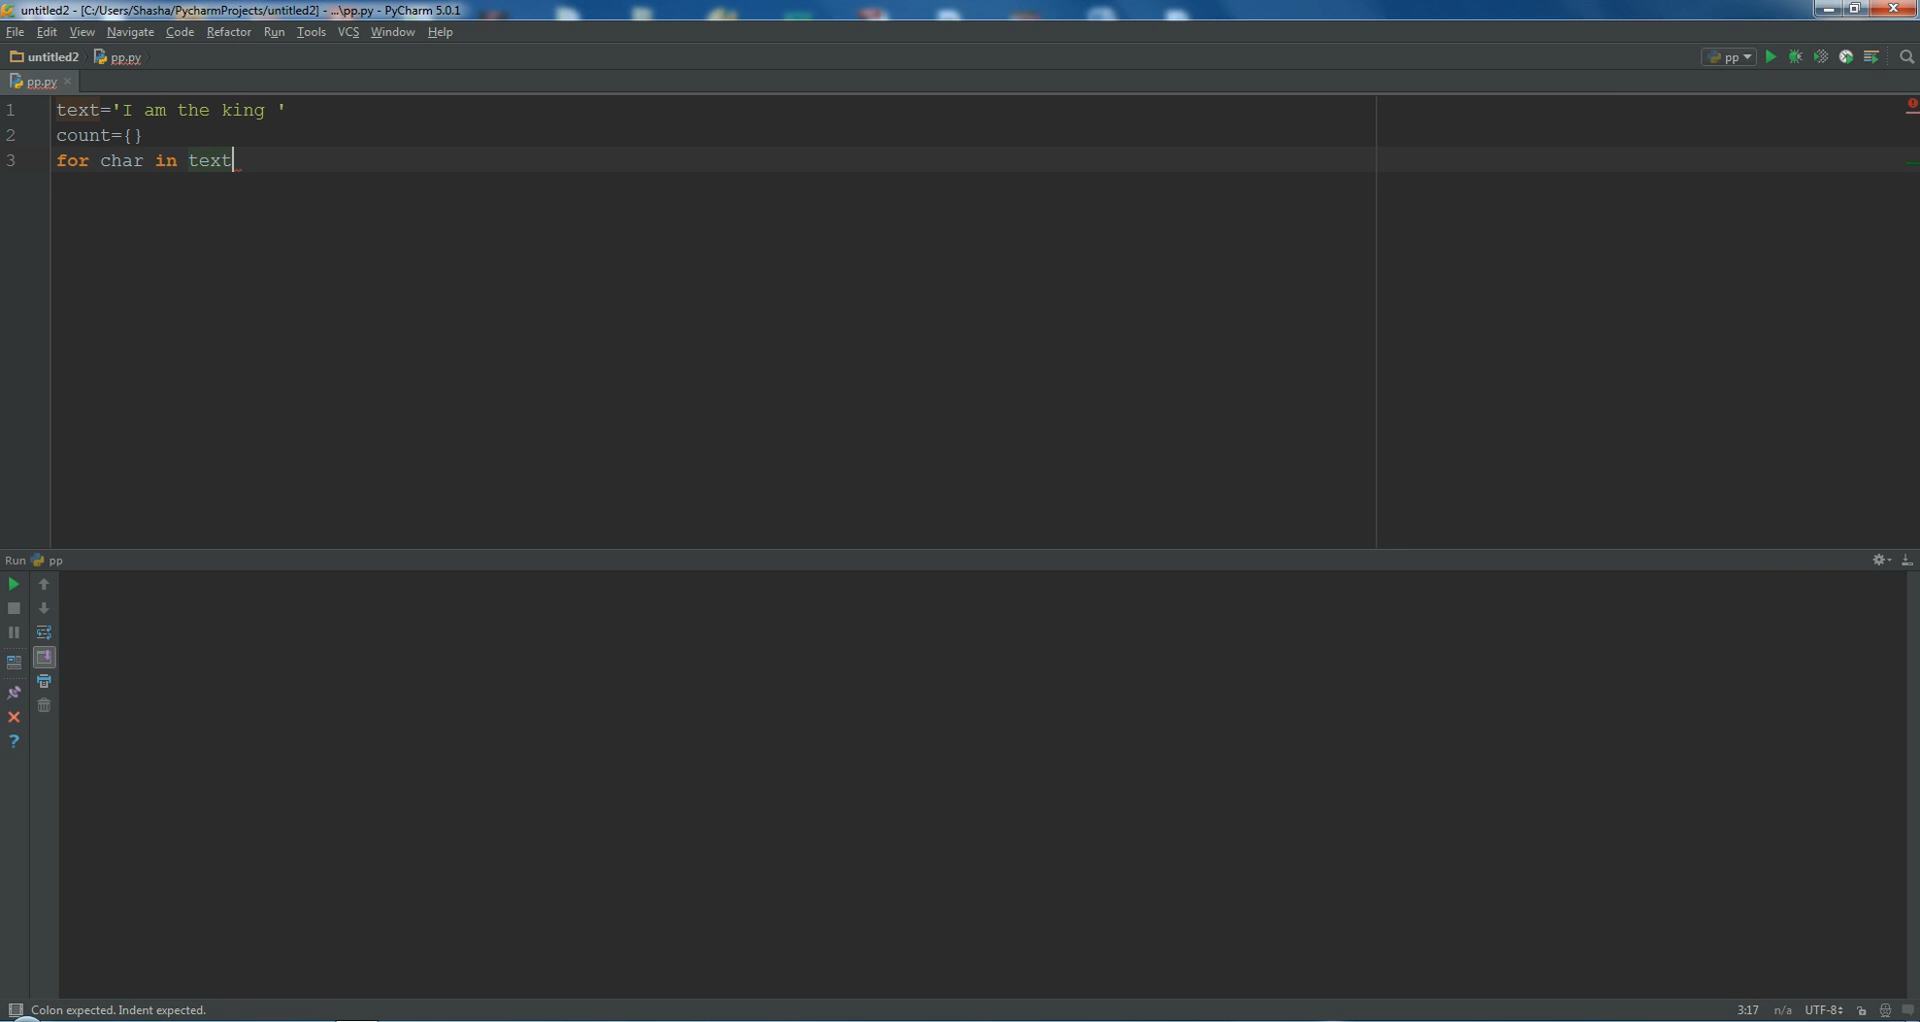 untitled2 - [C:/Users/Shasha/PycharmProjects/untitled2] - ...\pp.py - PyCharm 5.0.1
File Edit View Navigate Code Refactor Run Tools VCS Window Help
untitled2 pp.py pp
pp.py
1 text='I am the king '
2 count={}
3 for char in text
Run pp
Colon expected. Indent expected. 3:17 n/a UTF-8